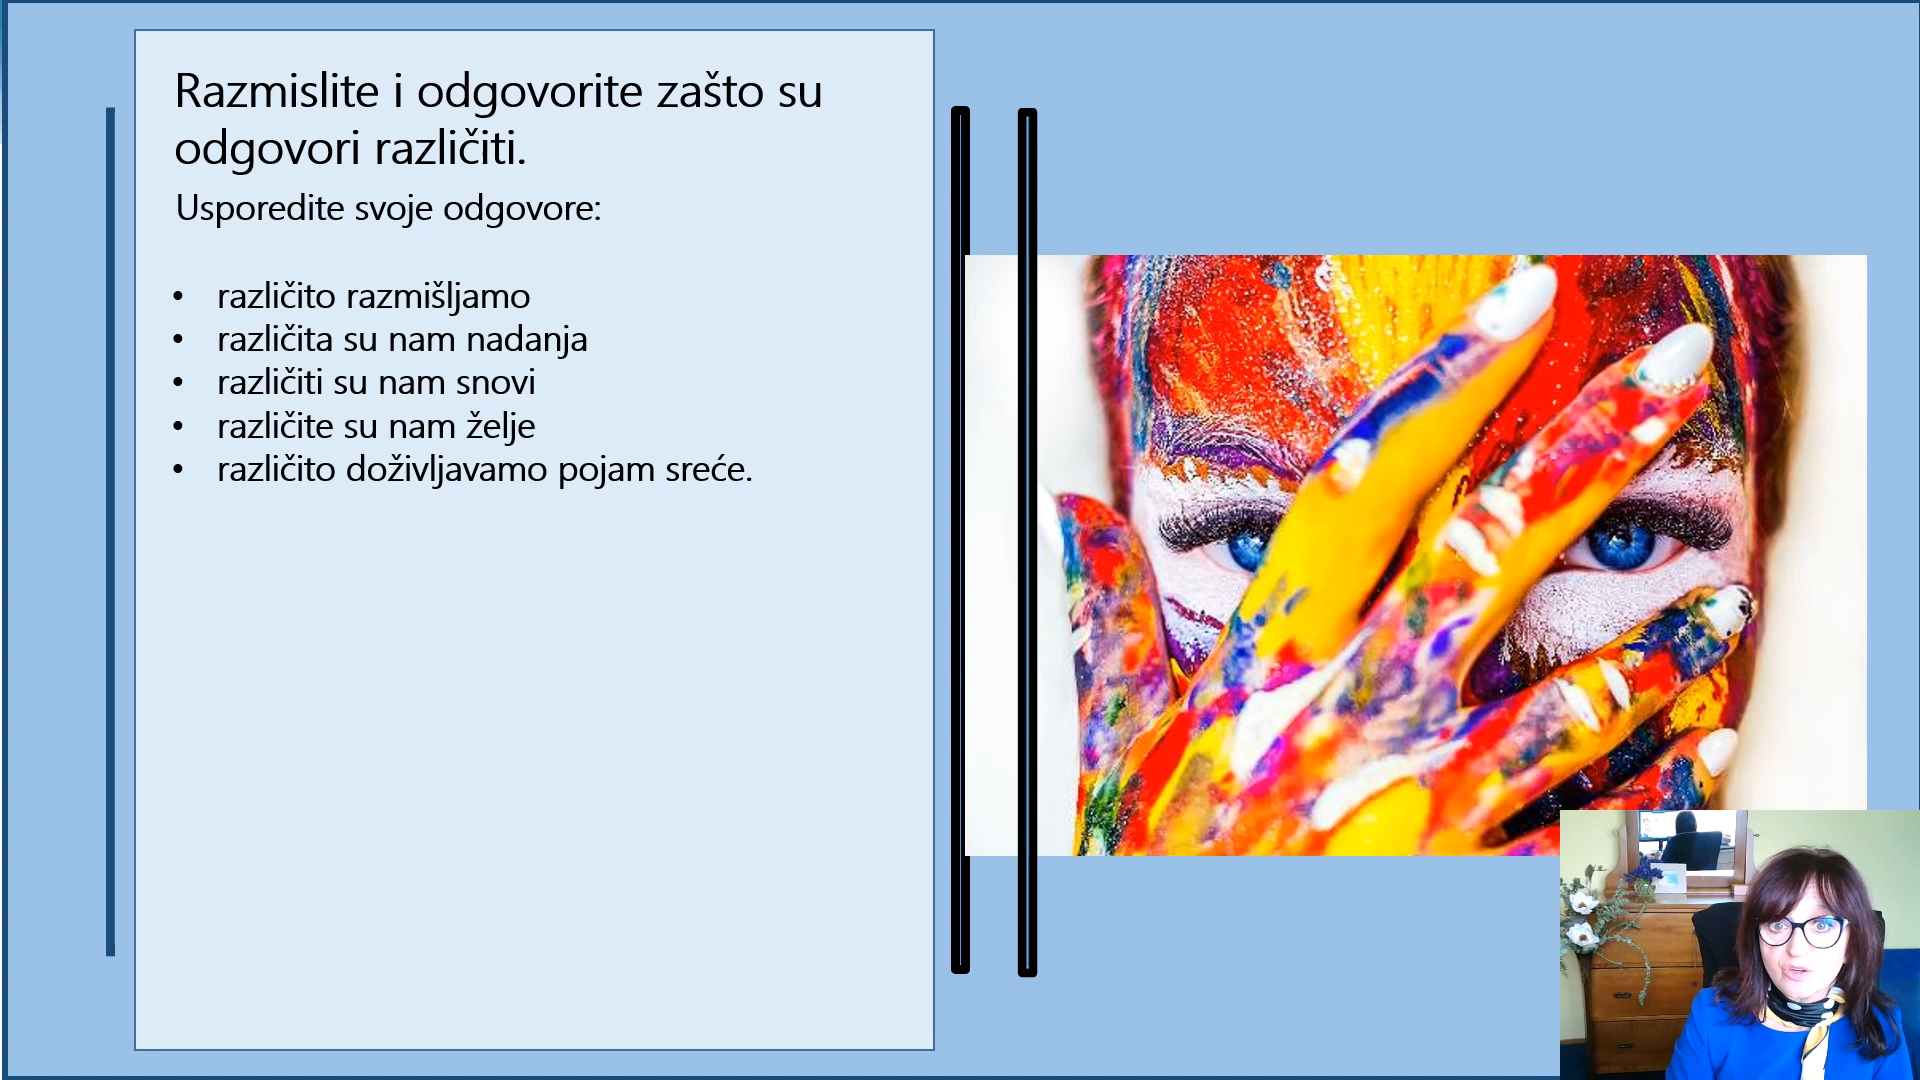 Razmislite i odgovorite zašto su
odgovori različiti.
Usporedite svoje odgovore:
• različito razmišljamo
• različita su nam nadanja
• različiti su nam snovi
• različite su nam želje
• različito doživljavamo pojam sreće.